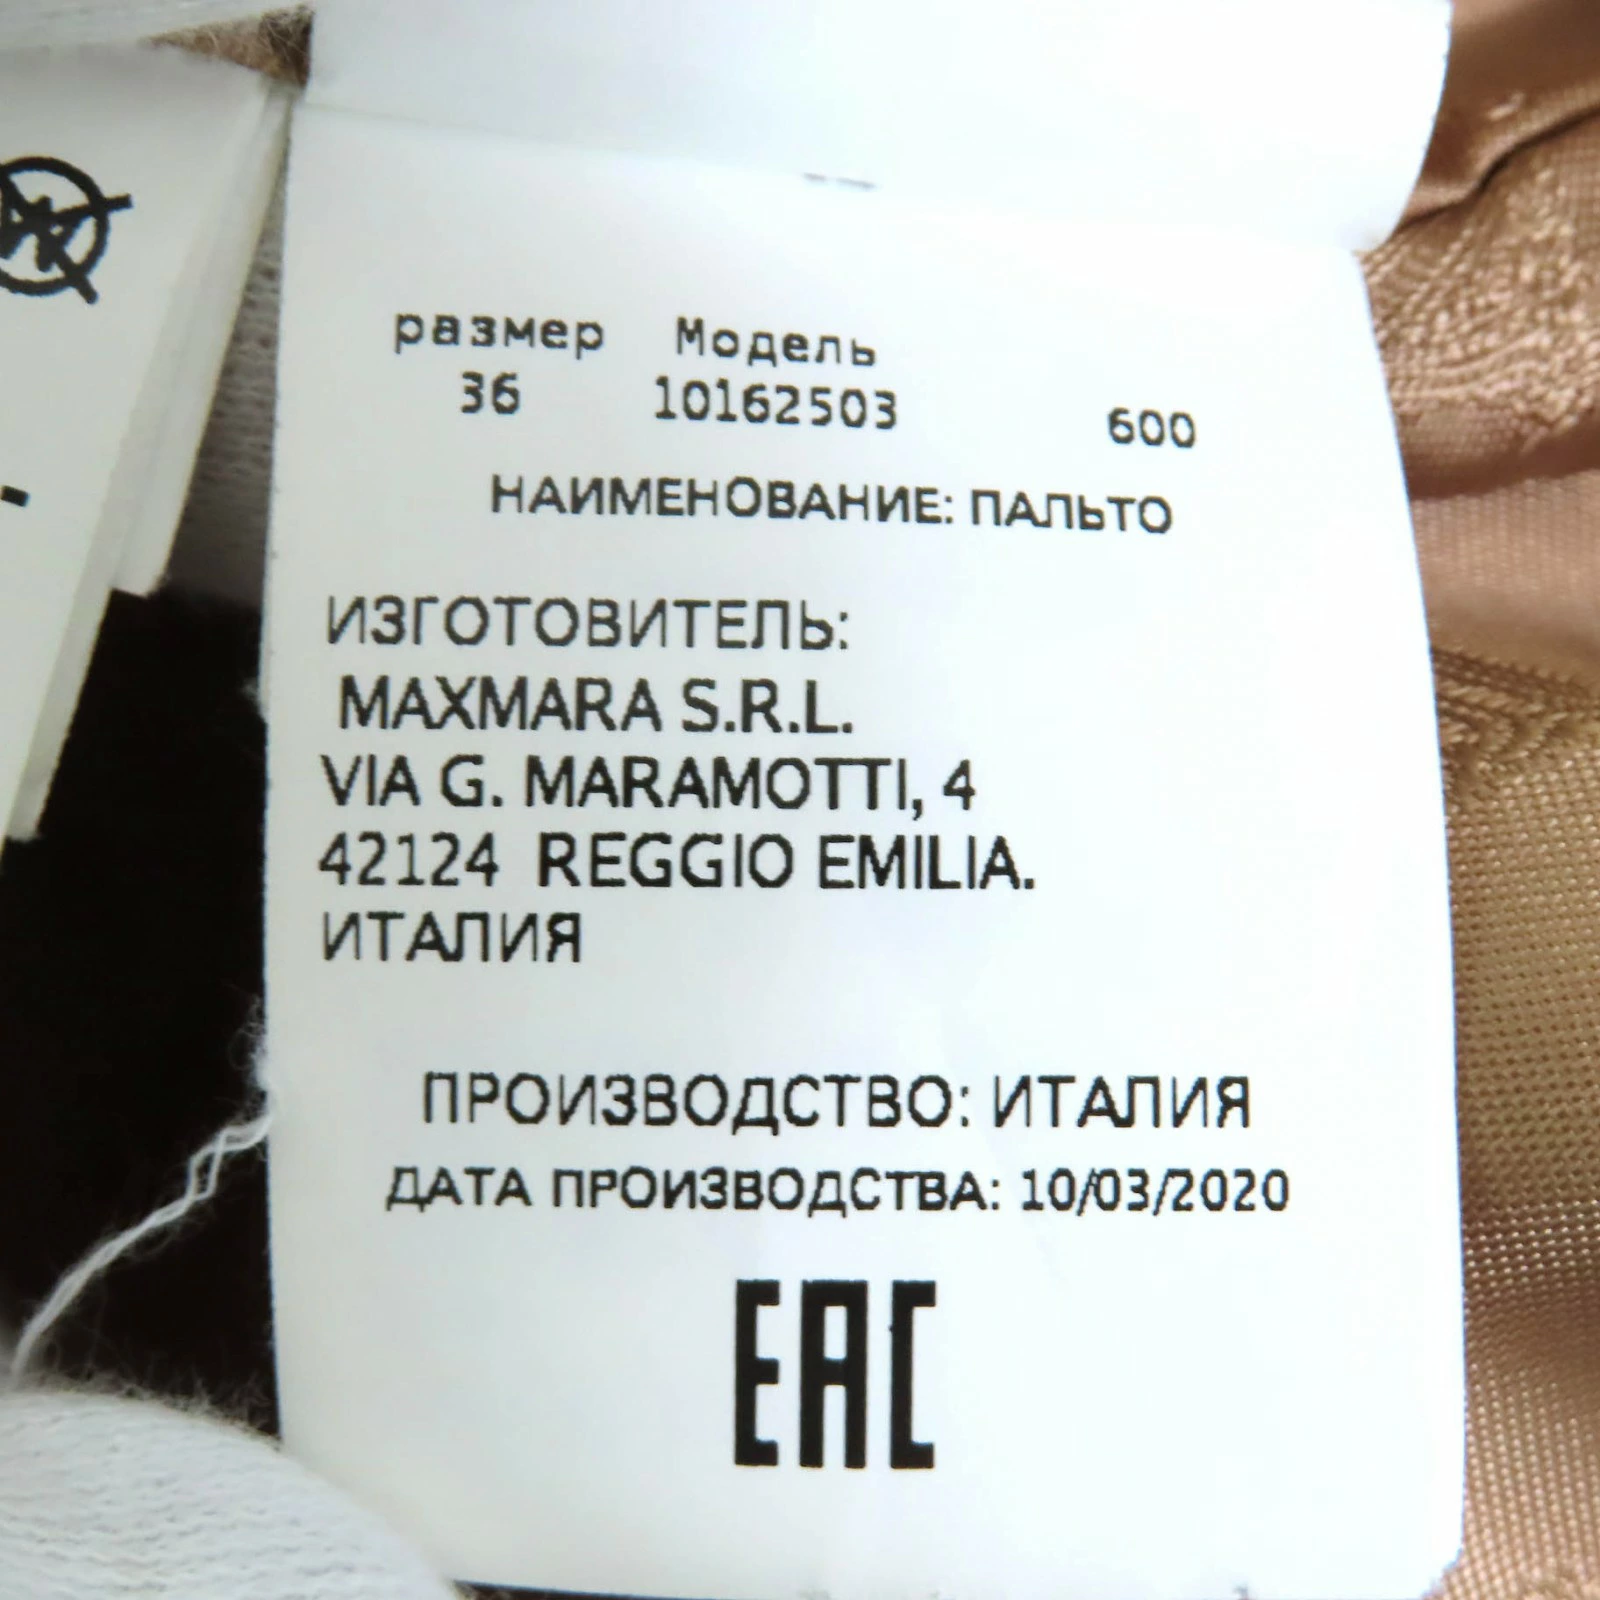 размер Модель
36 10162503 600
НАИМЕНОВАНИЕ: ПАЛЬТО
ИЗГОТОВИТЕЛЬ:
MAXMARA S.R.L.
VIA G. MARAMOTTI, 4
42124 REGGIO EMILIA.
ИТАЛИЯ
ПРОИЗВОДСТВО: ИТАЛИЯ
ДАТА ПРОИЗВОДСТВА: 10/03/2020
EAC